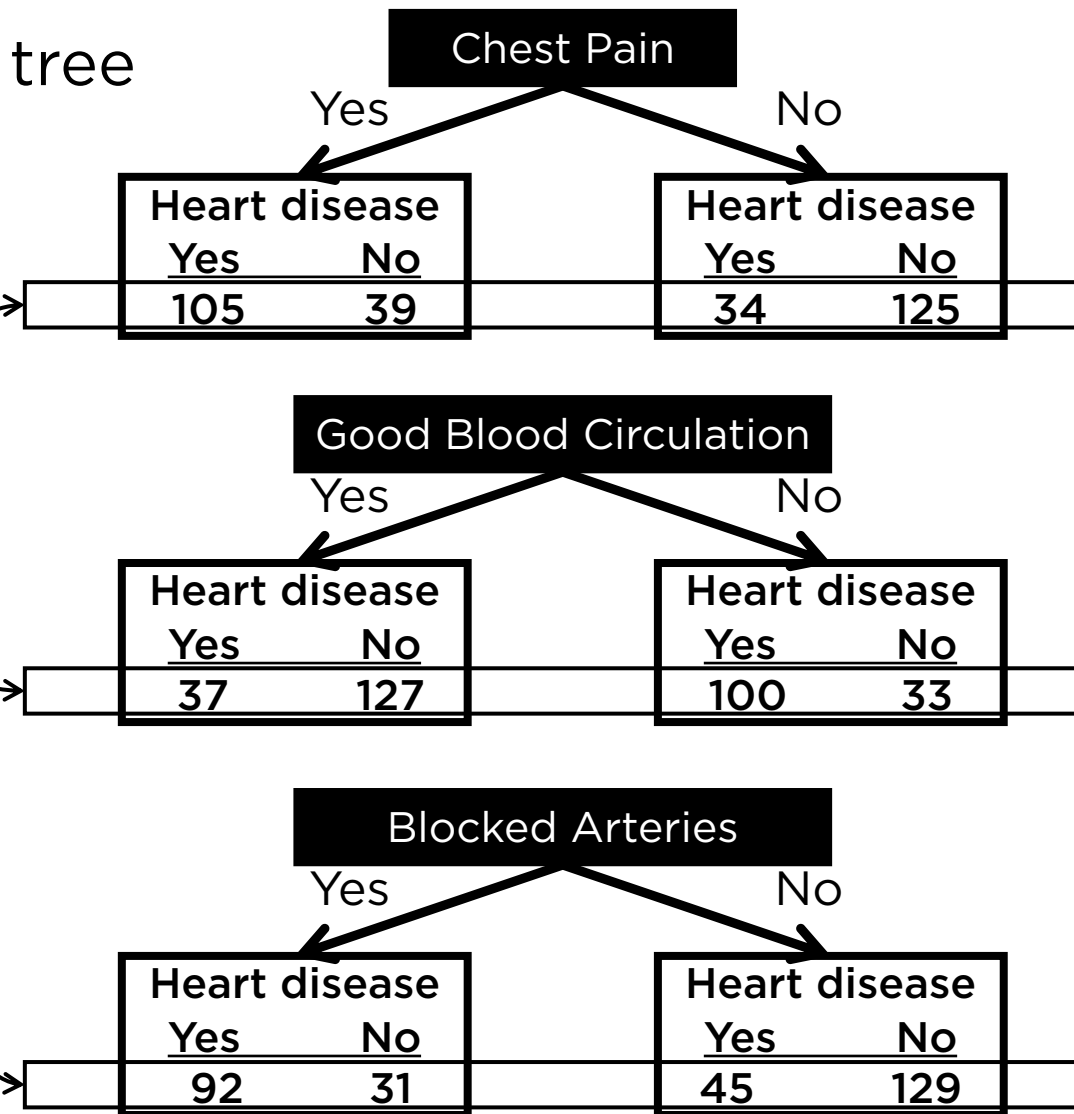 tree
Chest Pain
Yes No
Heart disease Heart disease
Yes No Yes No
105 39 34 125
Good Blood Circulation
Yes No
Heart disease Heart disease
Yes No Yes No
37 127 100 33
Blocked Arteries
Yes No
Heart disease Heart disease
Yes No Yes No
92 31 45 129